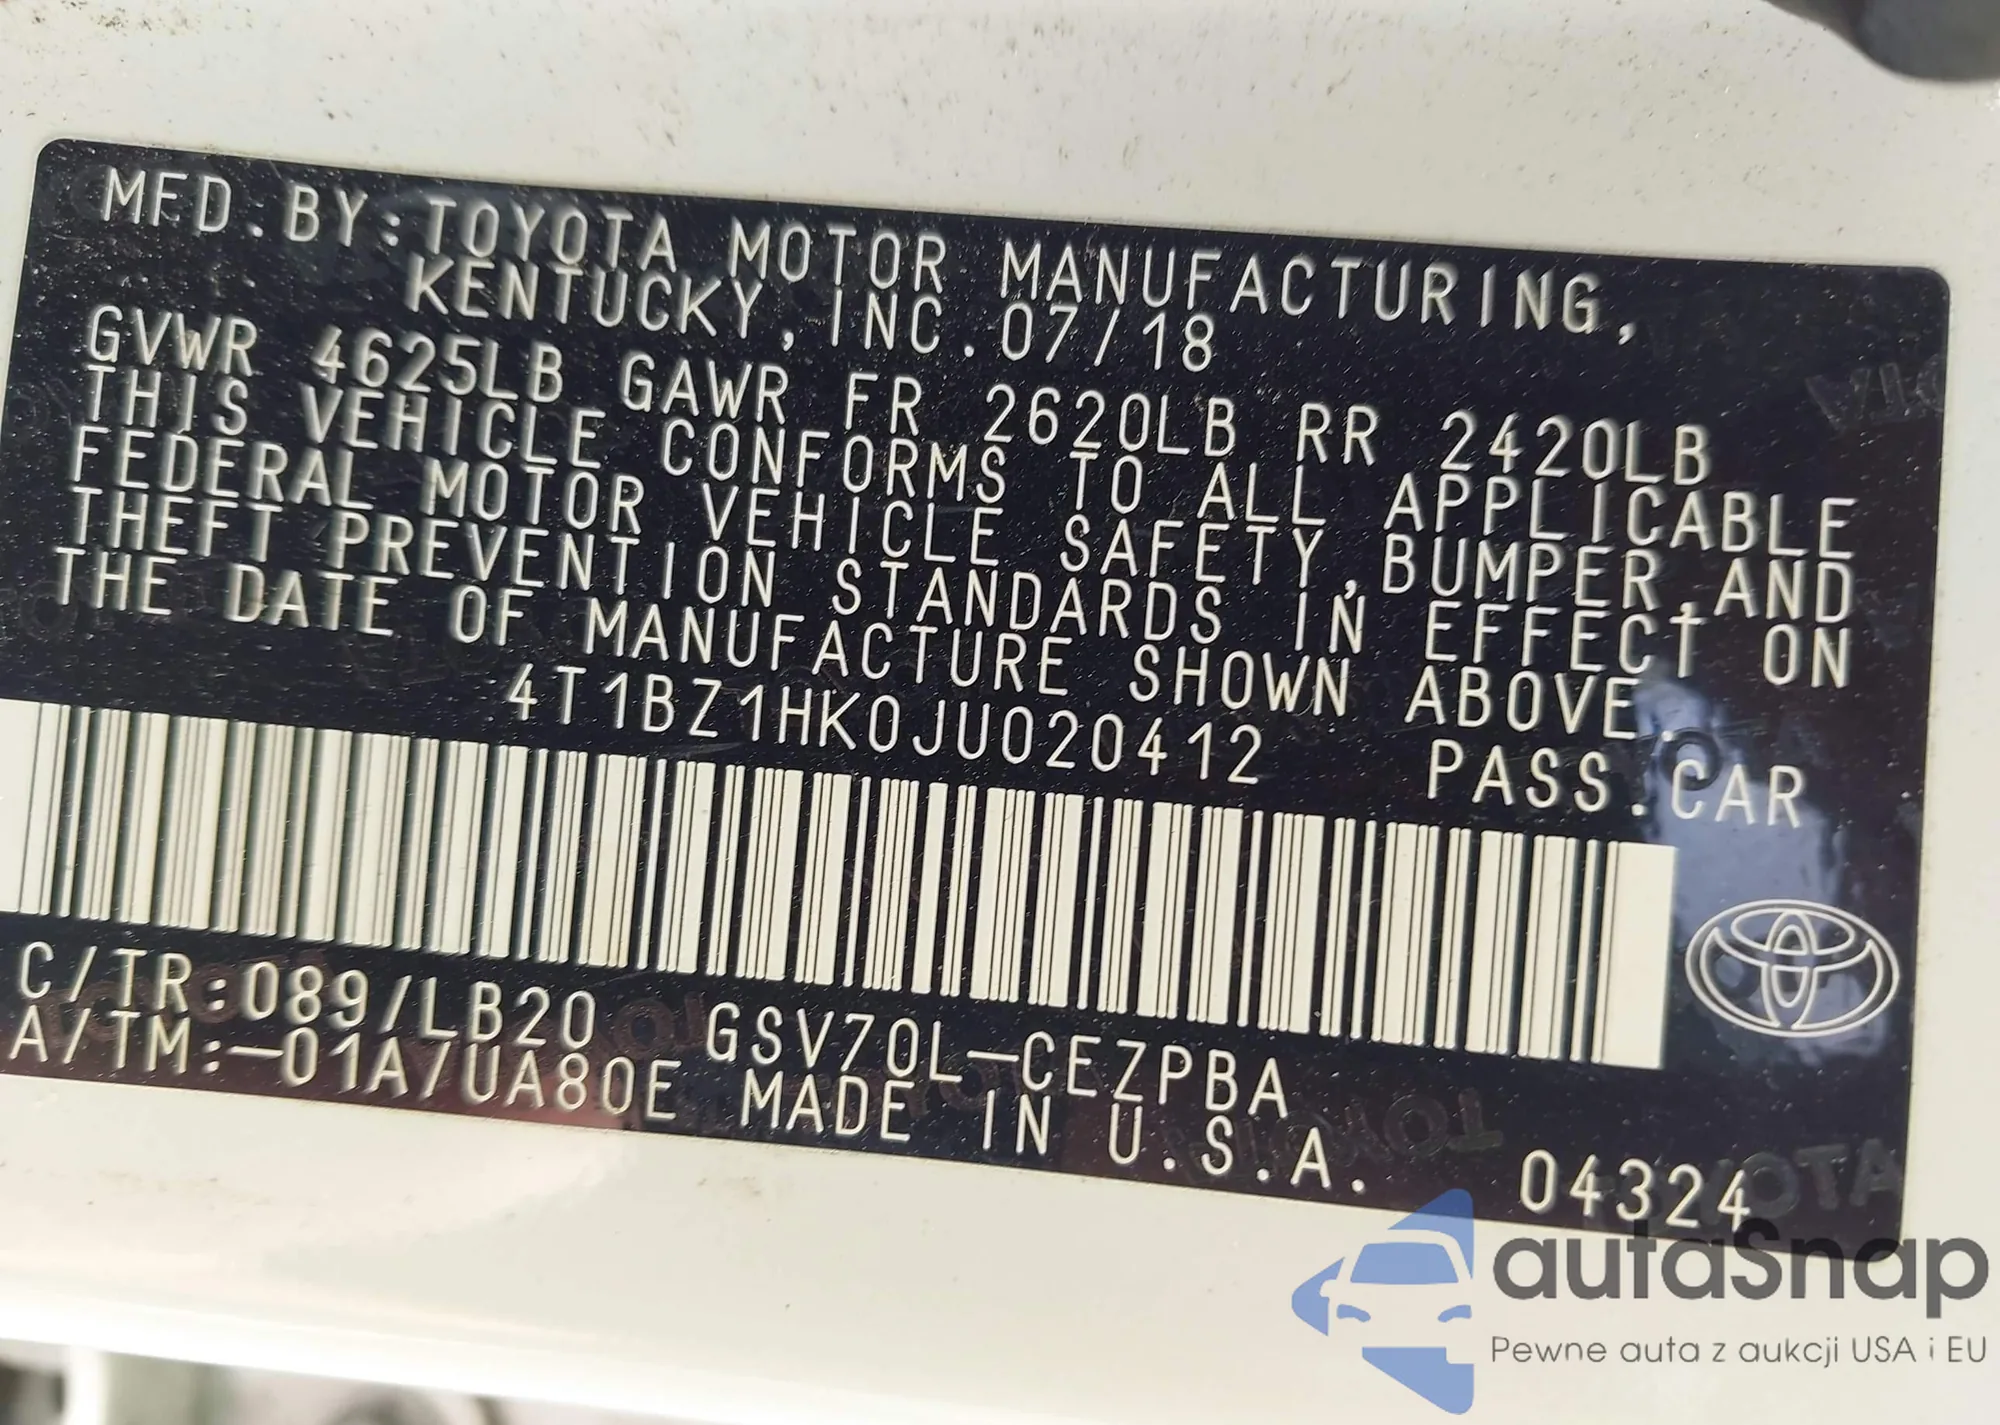 MFD.BY:TOYOTA MOTOR MANUFACTURING,
KENTUCKY,INC.07/18
GVWR 4625LB GAWR FR 2620LB RR 2420LB
THIS VEHICLE CONFORMS TO ALL APPLICABLE
FEDERAL MOTOR VEHICLE SAFETY,BUMPER,AND
THEFT PREVENTION STANDARDS IN EFFECT ON
THE DATE OF MANUFACTURE SHOWN ABOVE.
4T1BZ1HK0JU020412 PASS.CAR
C/TR:089/LB20 GSV70L-CEZPBA
A/TM:-01A/UA80E MADE IN U.S.A. 04324
autaSnap
Pewne auta z aukcji USA i EU